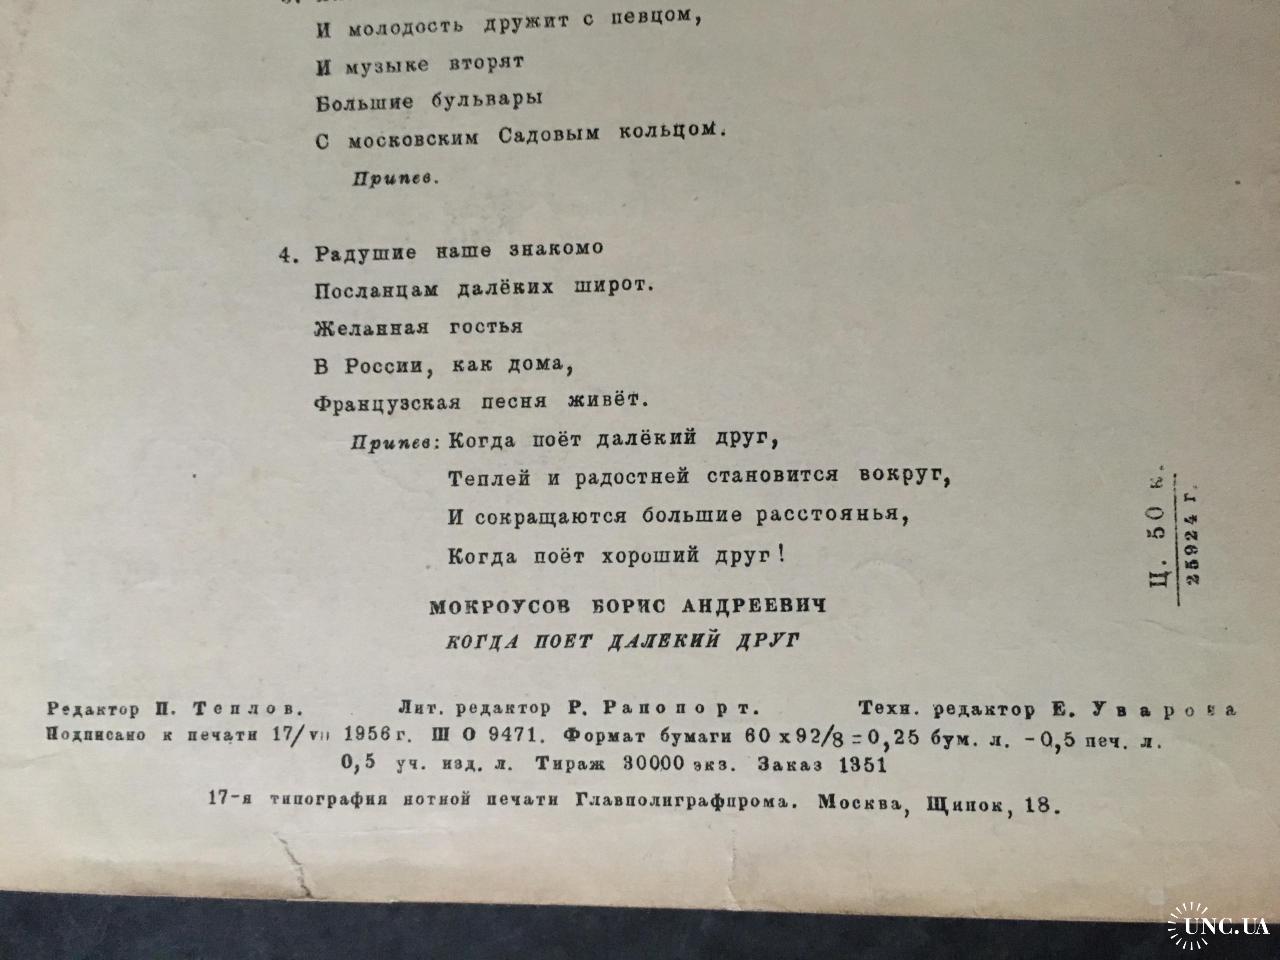 И молодость дружит с певцом,
И музыке вторят
Большие бульвары
С московским Садовым кольцом.
Припев.
4. Радушие наше знакомо
Посланцам далёких широт.
Желанная гостья
В России, как дома,
Французская песня живёт.
Припев: Когда поёт далёкий друг,
Теплей и радостней становится вокруг,
И сокращаются большие расстоянья,
Когда поёт хороший друг!
МОКРОУСОВ БОРИС АНДРЕЕВИЧ
КОГДА ПОЕТ ДАЛЕКИЙ ДРУГ
Ц. 50 к.
25924 г.
Редактор П. Теплов. Лит. редактор Р. Рапопорт. Техн. редактор Е. Уварова
Подписано к печати 17/VII 1956 г. Ш О 9471. Формат бумаги 60 х 92/8 = 0,25 бум. л. - 0,5 печ. л.
0,5 уч. изд. л. Тираж 30000 экз. Заказ 1351
17-я типография нотной печати Главполиграфпрома. Москва, Щипок, 18.
UNC.UA